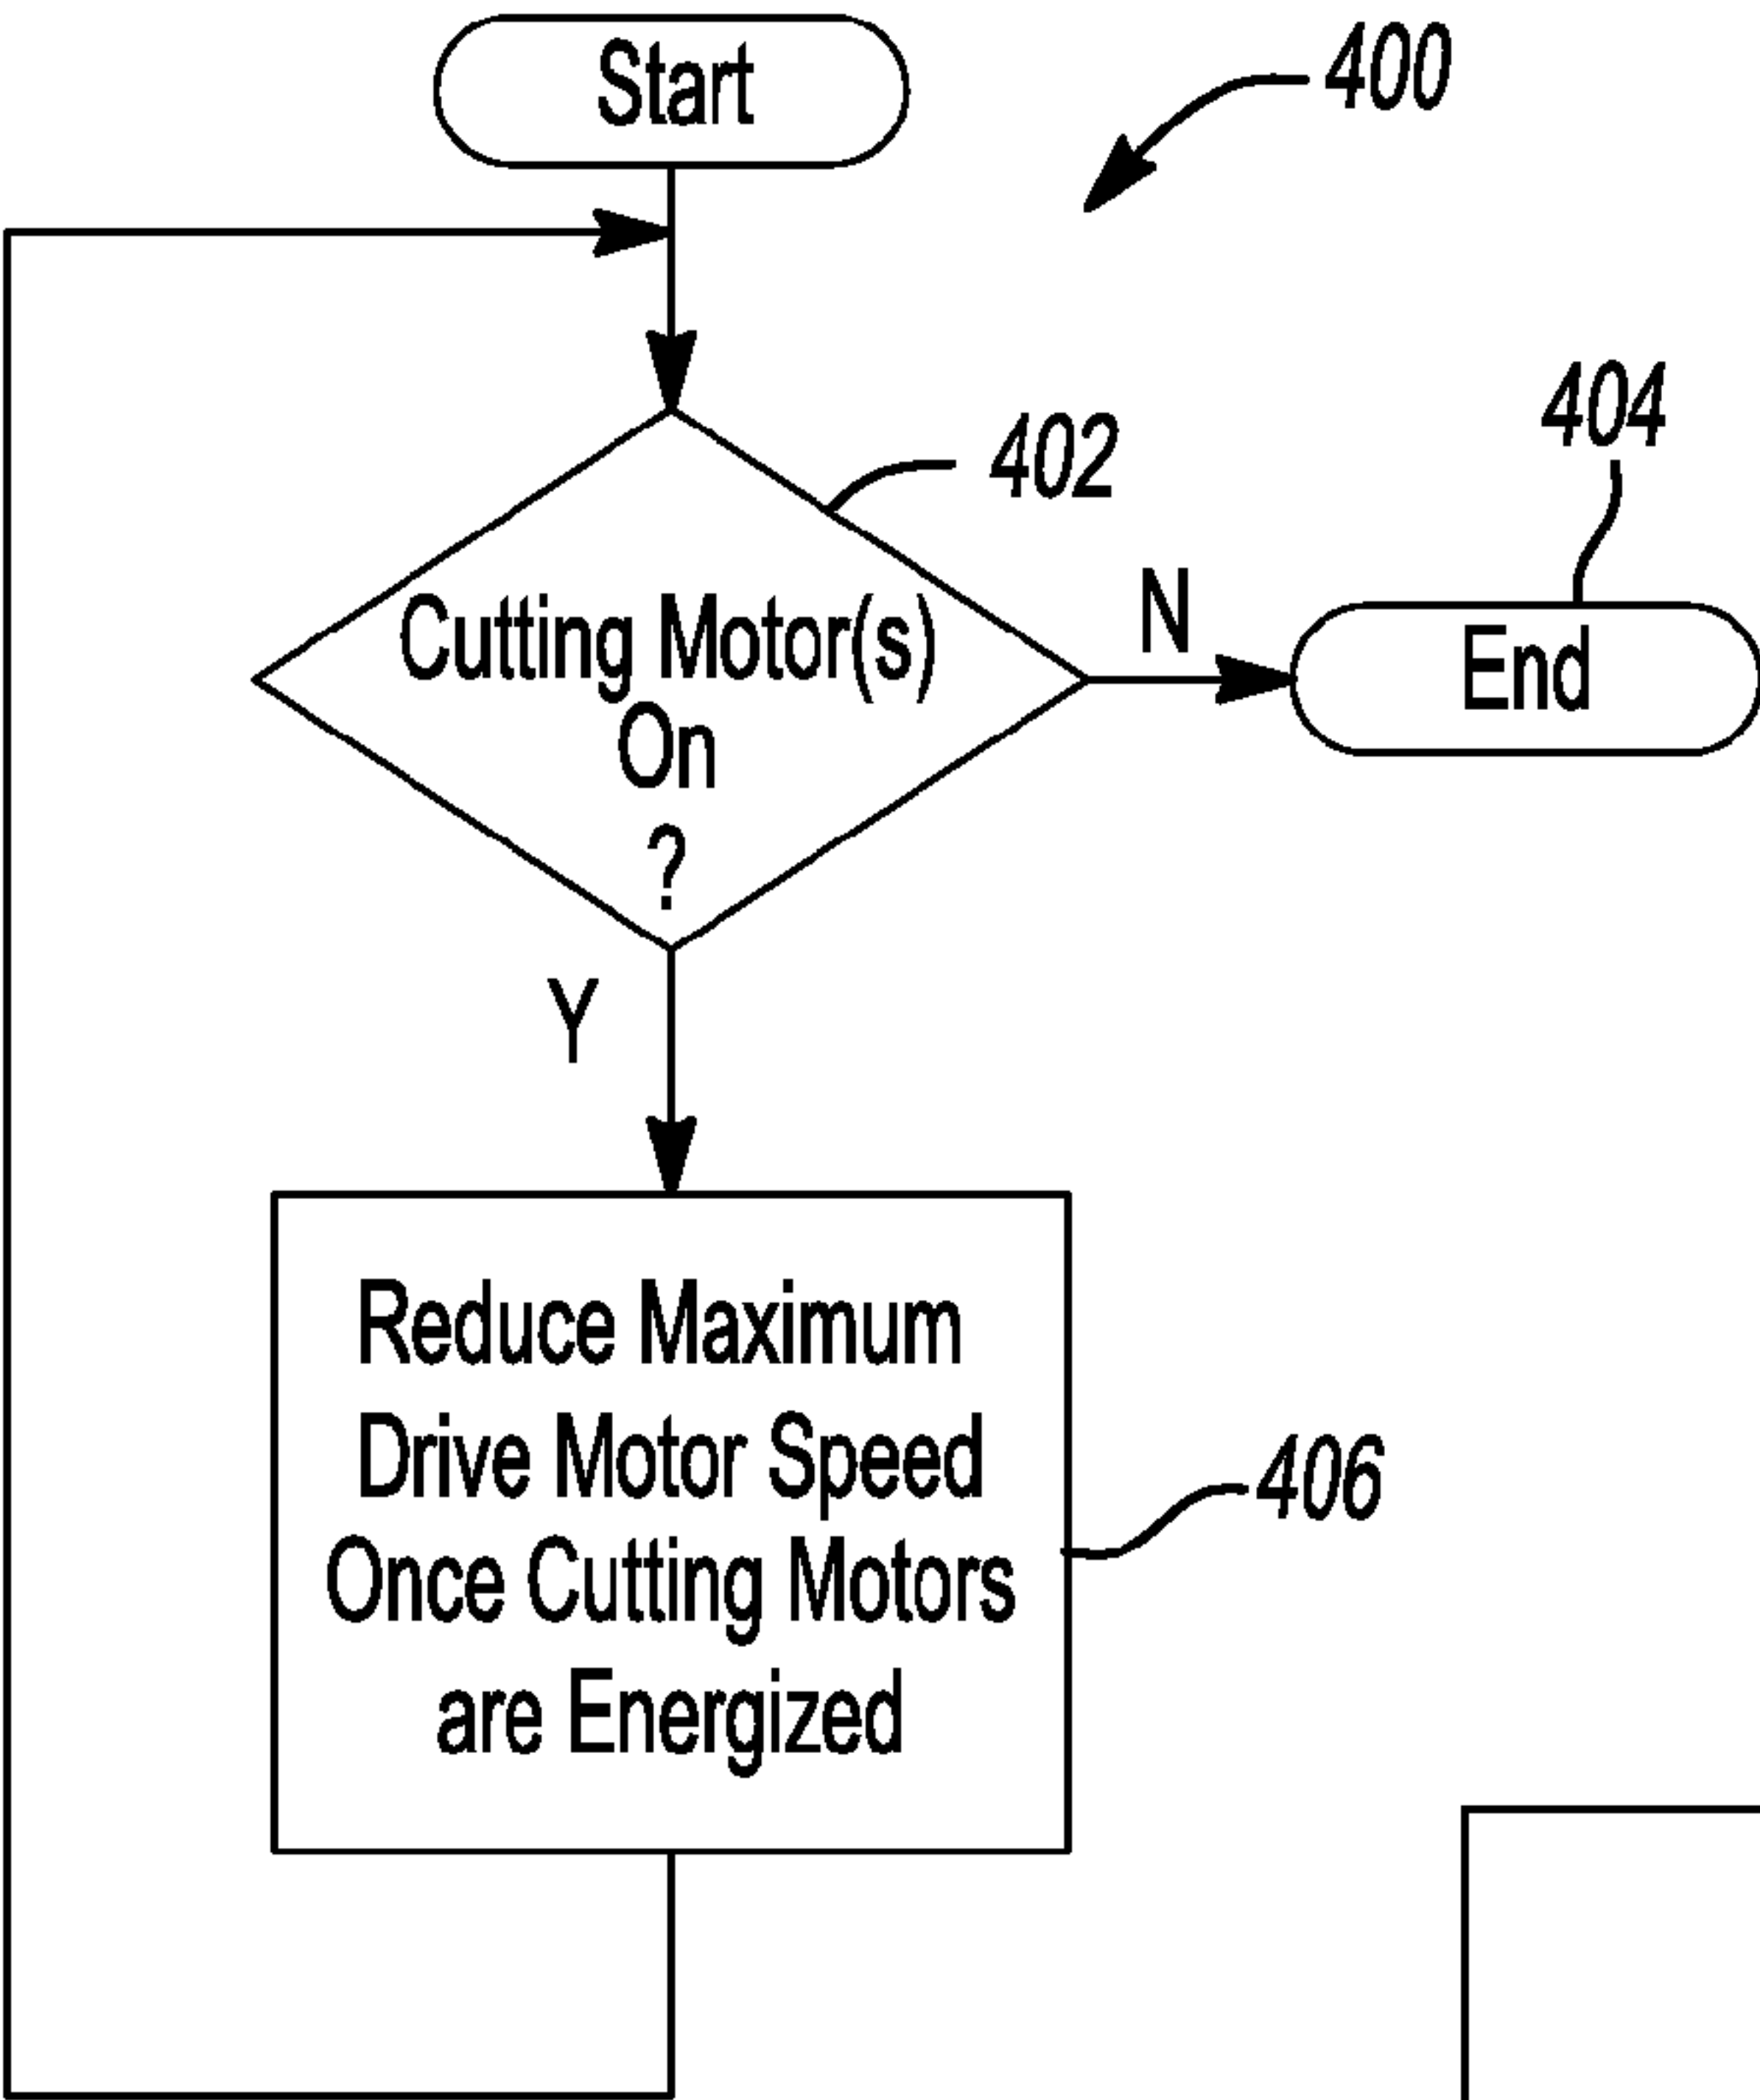 Start
400
402
404
Cutting Motor(s)
On
?
N
End
Y
Reduce Maximum
Drive Motor Speed
Once Cutting Motors
are Energized
406